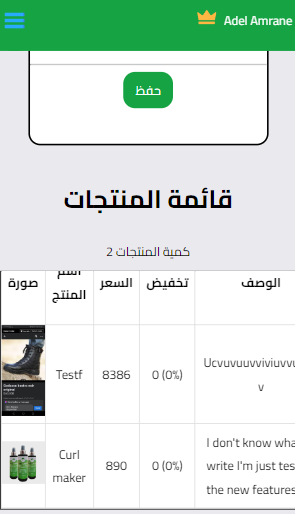 Adel Amrane
حفظ
قائمة المنتجات
كمية المنتجات 2
صورة
اسم المنتج
السعر
تخفيض
الوصف
Testf
8386
0 (0%)
Ucvuvuuvviviuvvu
v
Curl
maker
890
0 (0%)
I don't know wha
write I'm just tes
the new features